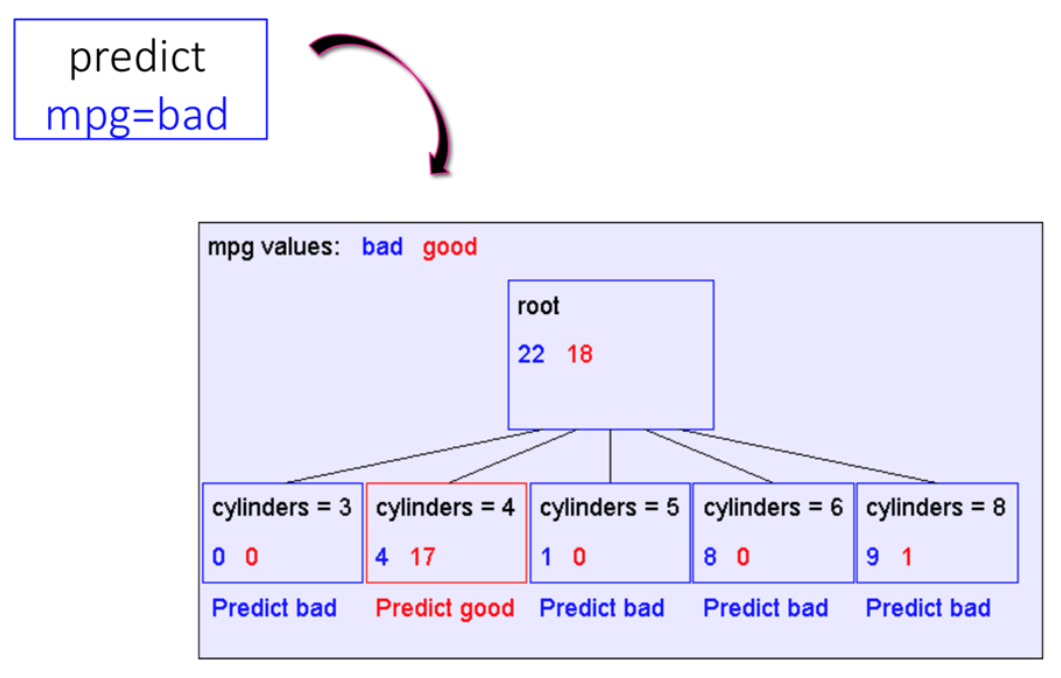 predict
mpg=bad
mpg values: bad good
root
22 18
cylinders = 3 cylinders = 4 cylinders = 5 cylinders = 6 cylinders = 8
0 0 4 17 1 0 8 0 9 1
Predict bad Predict good Predict bad Predict bad Predict bad